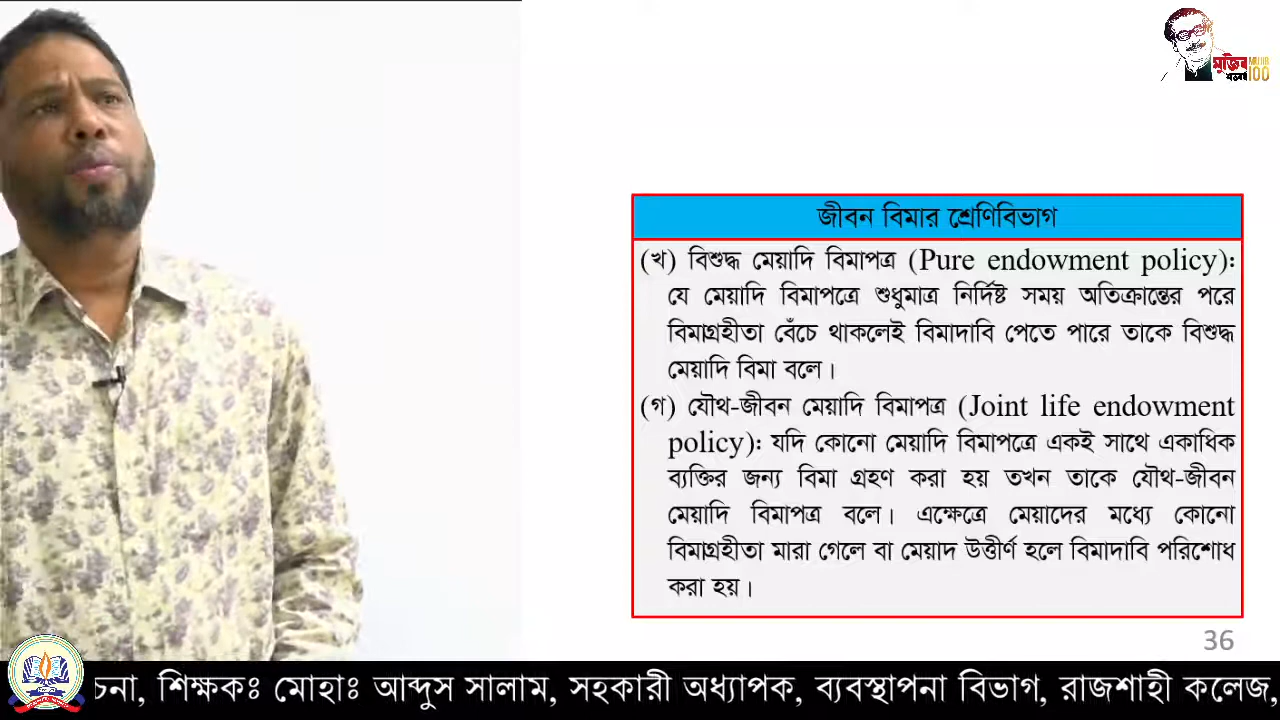 মুজিব
MUJIB
100
জীবন বিমার শ্রেণিবিভাগ
(খ) বিশুদ্ধ মেয়াদি বিমাপত্র (Pure endowment policy):
যে মেয়াদি বিমাপত্রে শুধুমাত্র নির্দিষ্ট সময় অতিক্রান্তের পরে
বিমাগ্রহীতা বেঁচে থাকলেই বিমাদাবি পেতে পারে তাকে বিশুদ্ধ
মেয়াদি বিমা বলে।
(গ) যৌথ-জীবন মেয়াদি বিমাপত্র (Joint life endowment
policy): যদি কোনো মেয়াদি বিমাপত্রে একই সাথে একাধিক
ব্যক্তির জন্য বিমা গ্রহণ করা হয় তখন তাকে যৌথ-জীবন
মেয়াদি বিমাপত্র বলে। এক্ষেত্রে মেয়াদের মধ্যে কোনো
বিমাগ্রহীতা মারা গেলে বা মেয়াদ উত্তীর্ণ হলে বিমাদাবি পরিশোধ
করা হয়।
36
চনা, শিক্ষকঃ মোহাঃ আব্দুস সালাম, সহকারী অধ্যাপক, ব্যবস্থাপনা বিভাগ, রাজশাহী কলেজ,